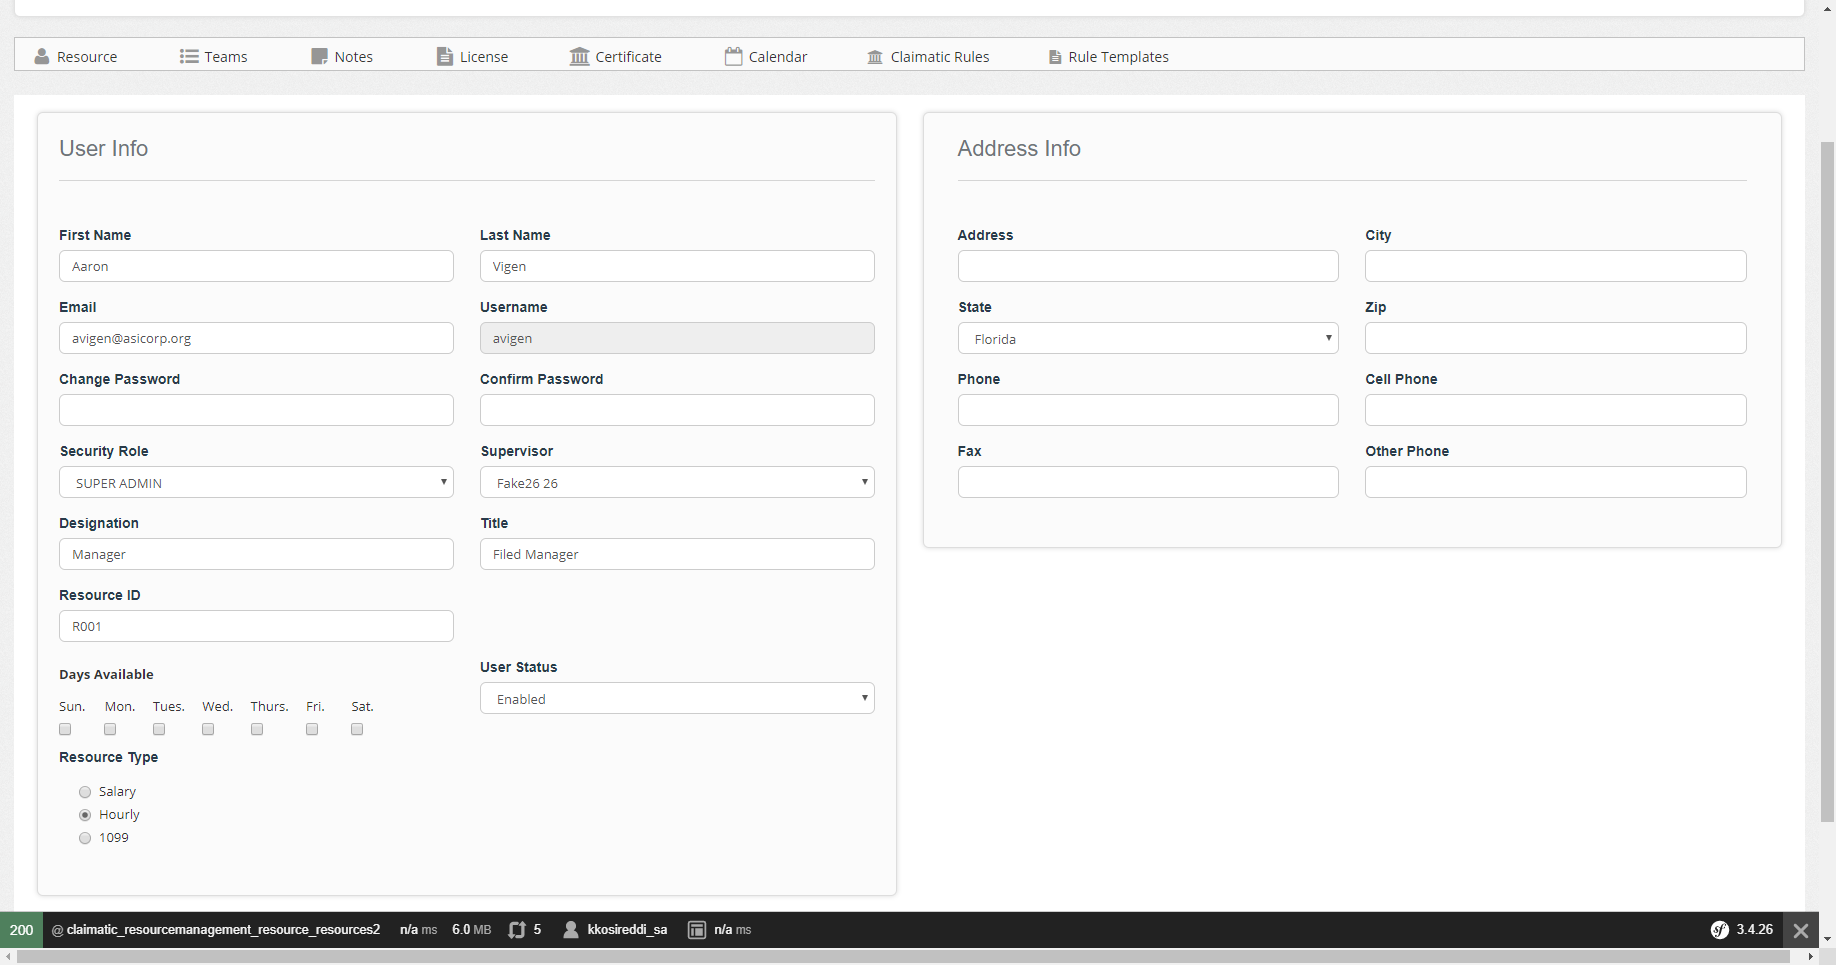 Resource Teams Notes License Certificate Calendar Claimatic Rules Rule Templates
User Info
First Name Last Name
Aaron Vigen
Email Username
avigen@asicorp.org avigen
Change Password Confirm Password
Security Role Supervisor
SUPER ADMIN Fake26 26
Designation Title
Manager Filed Manager
Resource ID
R001
Days Available
Sun. Mon. Tues. Wed. Thurs. Fri. Sat.
User Status
Enabled
Resource Type
Salary
Hourly
1099
Address Info
Address City
State Zip
Florida
Phone Cell Phone
Fax Other Phone
200 @ claimatic_resourcemanagement_resource_resources2 n/a ms 6.0 MB 5 kkosireddi_sa n/a ms sf 3.4.26